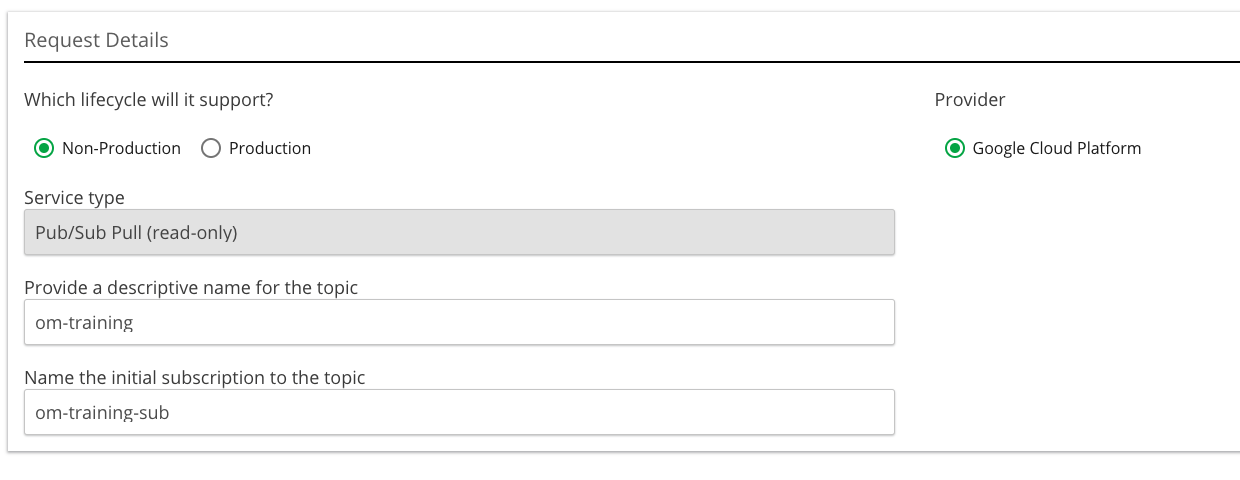 Request Details
Which lifecycle will it support?
Provider
Non-Production
Production
Google Cloud Platform
Service type
Pub/Sub Pull (read-only)
Provide a descriptive name for the topic
om-training
Name the initial subscription to the topic
om-training-sub